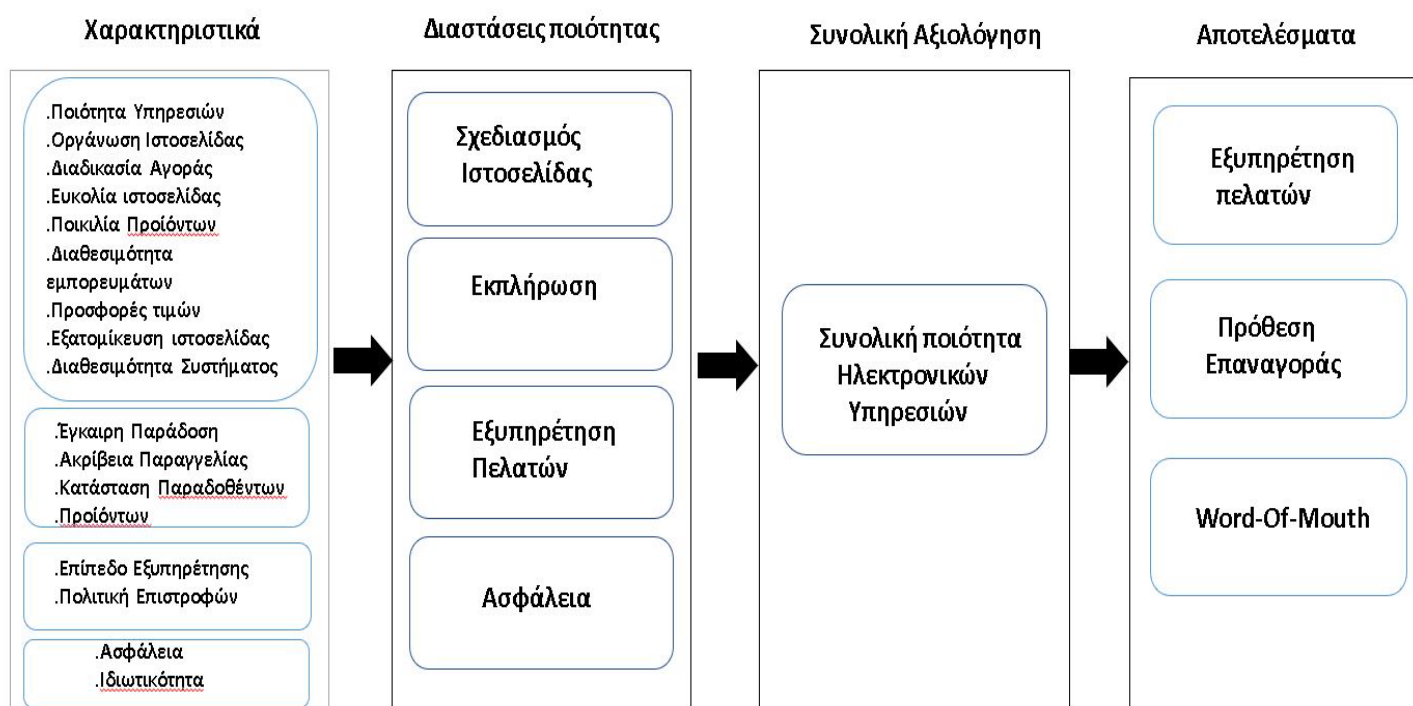 Χαρακτηριστικά
.Ποιότητα Υπηρεσιών
.Οργάνωση Ιστοσελίδας
.Διαδικασία Αγοράς
.Ευκολία ιστοσελίδας
.Ποικιλία Προίόντων
.Διαθεσιμότητα
εμπορευμάτων
.Προσφορές τιμών
.Εξατομίκευση ιστοσελίδας
.Διαθεσιμότητα Συστήματος
.Έγκαιρη Παράδοση
.Ακρίβεια Παραγγελίας
.Κατάσταση Παραδοθέντων
.Προίόντων
.Επίπεδο Εξυπηρέτησης
.Πολιτική Επιστροφών
.Ασφάλεια
.Ιδιωτικότητα
Διαστάσεις ποιότητας
Σχεδιασμός
Ιστοσελίδας
Εκπλήρωση
Εξυπηρέτηση
Πελατών
Ασφάλεια
Συνολική Αξιολόγηση
Συνολική ποιότητα
Ηλεκτρονικών
Υπηρεσιών
Αποτελέσματα
Εξυπηρέτηση
πελατών
Πρόθεση
Επαναγοράς
Word-Of-Mouth